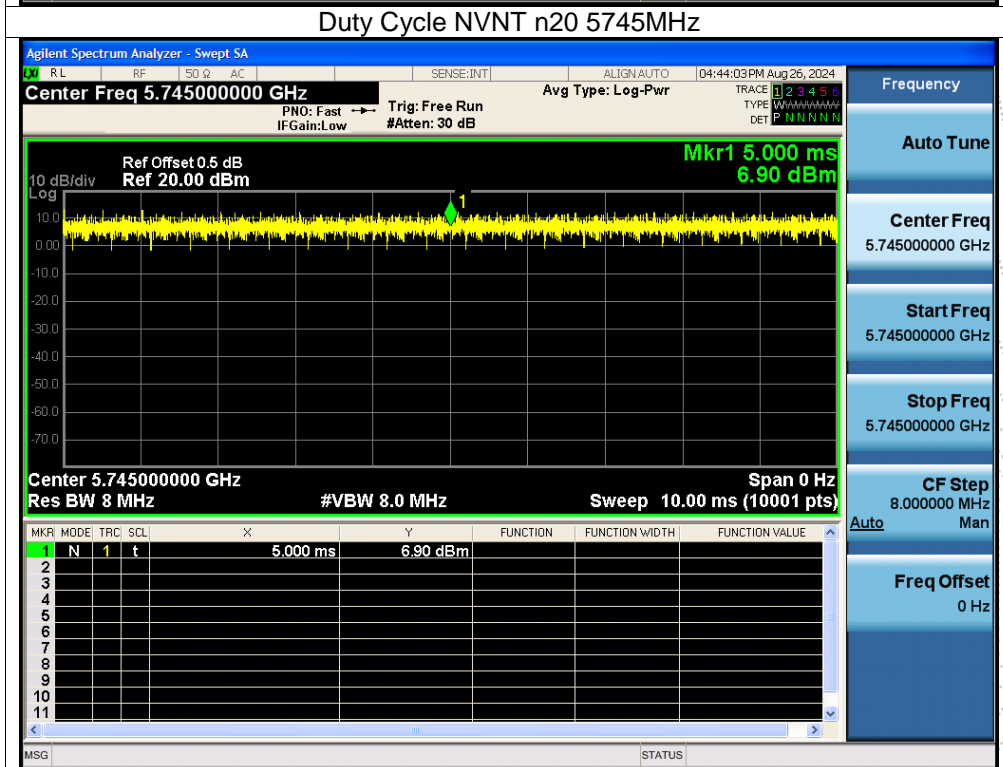 Duty Cycle NVNT n20 5745MHz
Agilent Spectrum Analyzer - Swept SA
LXI RL RF 50 Ω AC SENSE:INT ALIGN AUTO 04:44:03 PM Aug 26, 2024
Center Freq 5.745000000 GHz
PNO: Fast
IFGain:Low
Trig: Free Run
#Atten: 30 dB
Avg Type: Log-Pwr
TRACE 1 2 3 4 5 6
TYPE WWWWWW
DET P N N N N N
Ref Offset 0.5 dB
Ref 20.00 dBm
10 dB/div
Log
Mkr1 5.000 ms
6.90 dBm
1
10.0
0.00
-10.0
-20.0
-30.0
-40.0
-50.0
-60.0
-70.0
Center 5.745000000 GHz Span 0 Hz
Res BW 8 MHz #VBW 8.0 MHz Sweep 10.00 ms (10001 pts)
MKR MODE TRC SCL X Y FUNCTION FUNCTION WIDTH FUNCTION VALUE
1 N 1 t 5.000 ms 6.90 dBm
2
3
4
5
6
7
8
9
10
11
MSG STATUS
Frequency
Auto Tune
Center Freq
5.745000000 GHz
Start Freq
5.745000000 GHz
Stop Freq
5.745000000 GHz
CF Step
8.000000 MHz
Auto Man
Freq Offset
0 Hz